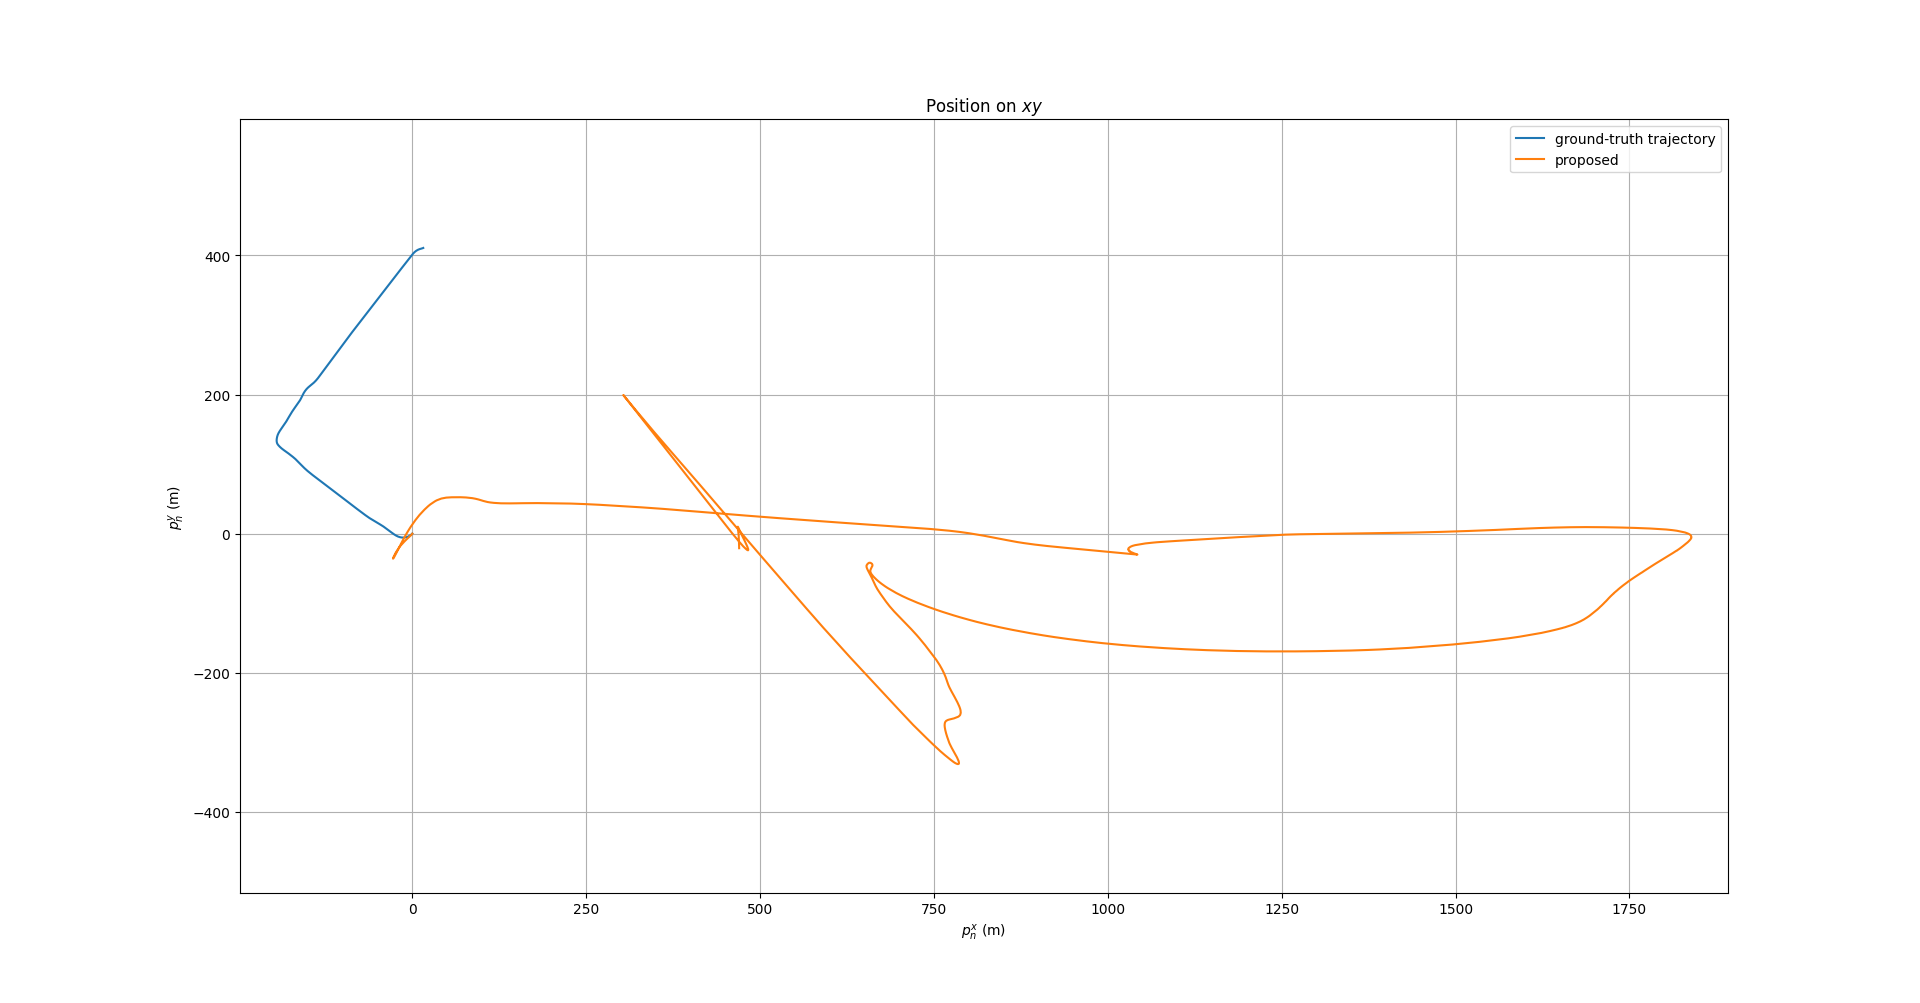 Position on xy
ground-truth trajectory
proposed
400
200
0
−200
−400
p_n^y (m)
0
250
500
750
1000
1250
1500
1750
p_n^x (m)